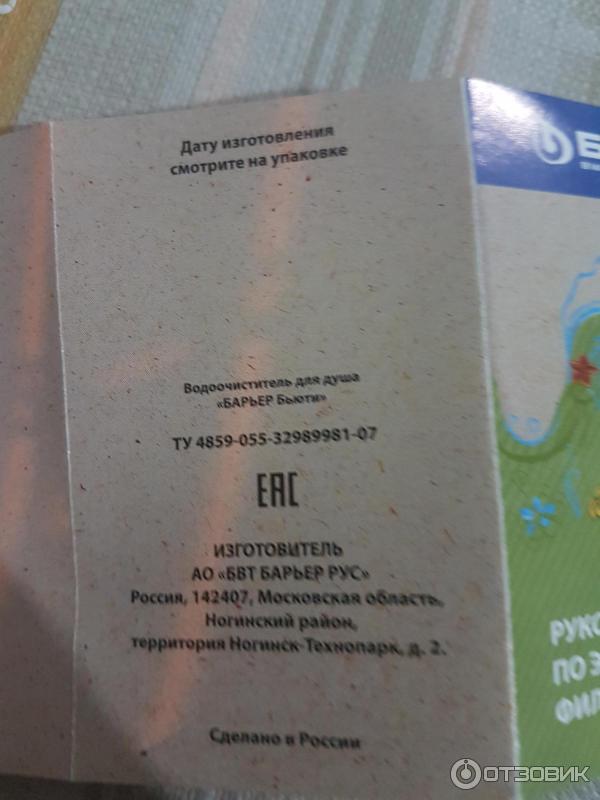 Дату изготовления
смотрите на упаковке
Водоочиститель для душа
«БАРЬЕР Бьюти»
ТУ 4859-055-32989981-07
EAC
ИЗГОТОВИТЕЛЬ
АО «БВТ БАРЬЕР РУС»
Россия, 142407, Московская область,
Ногинский район,
территория Ногинск-Технопарк, д. 2.
Сделано в России
ПО
ОТЗОВИК